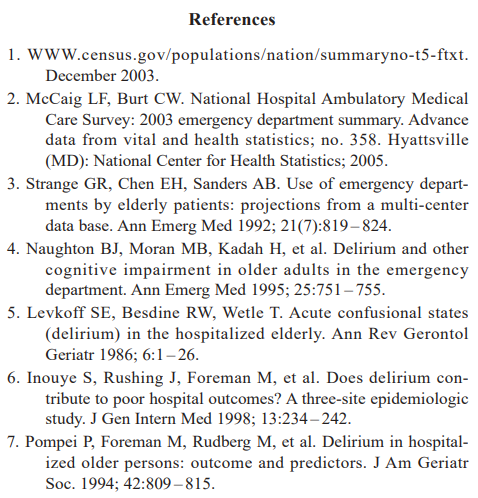 References
1. WWW.census.gov/populations/nation/summaryno-t5-ftxt.
December 2003.
2. McCaig LF, Burt CW. National Hospital Ambulatory Medical
Care Survey: 2003 emergency department summary. Advance
data from vital and health statistics; no. 358. Hyattsville
(MD): National Center for Health Statistics; 2005.
3. Strange GR, Chen EH, Sanders AB. Use of emergency depart-
ments by elderly patients: projections from a multi-center
data base. Ann Emerg Med 1992; 21(7):819–824.
4. Naughton BJ, Moran MB, Kadah H, et al. Delirium and other
cognitive impairment in older adults in the emergency
department. Ann Emerg Med 1995; 25:751–755.
5. Levkoff SE, Besdine RW, Wetle T. Acute confusional states
(delirium) in the hospitalized elderly. Ann Rev Gerontol
Geriatr 1986; 6:1–26.
6. Inouye S, Rushing J, Foreman M, et al. Does delirium con-
tribute to poor hospital outcomes? A three-site epidemiologic
study. J Gen Intern Med 1998; 13:234–242.
7. Pompei P, Foreman M, Rudberg M, et al. Delirium in hospital-
ized older persons: outcome and predictors. J Am Geriatr
Soc. 1994; 42:809–815.